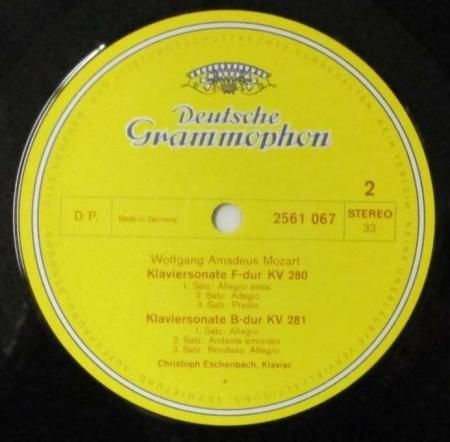 Deutsche
Grammophon
2
D.P.
Made in Germany
2561 067
STEREO
33
Wolfgang Amadeus Mozart
Klaviersonate F-dur KV 280
1. Satz: Allegro assai
2. Satz: Adagio
3. Satz: Presto
Klaviersonate B-dur KV 281
1. Satz: Allegro
2. Satz: Andante amoroso
3. Satz: Rondeau. Allegro
Christoph Eschenbach, Klavier
*